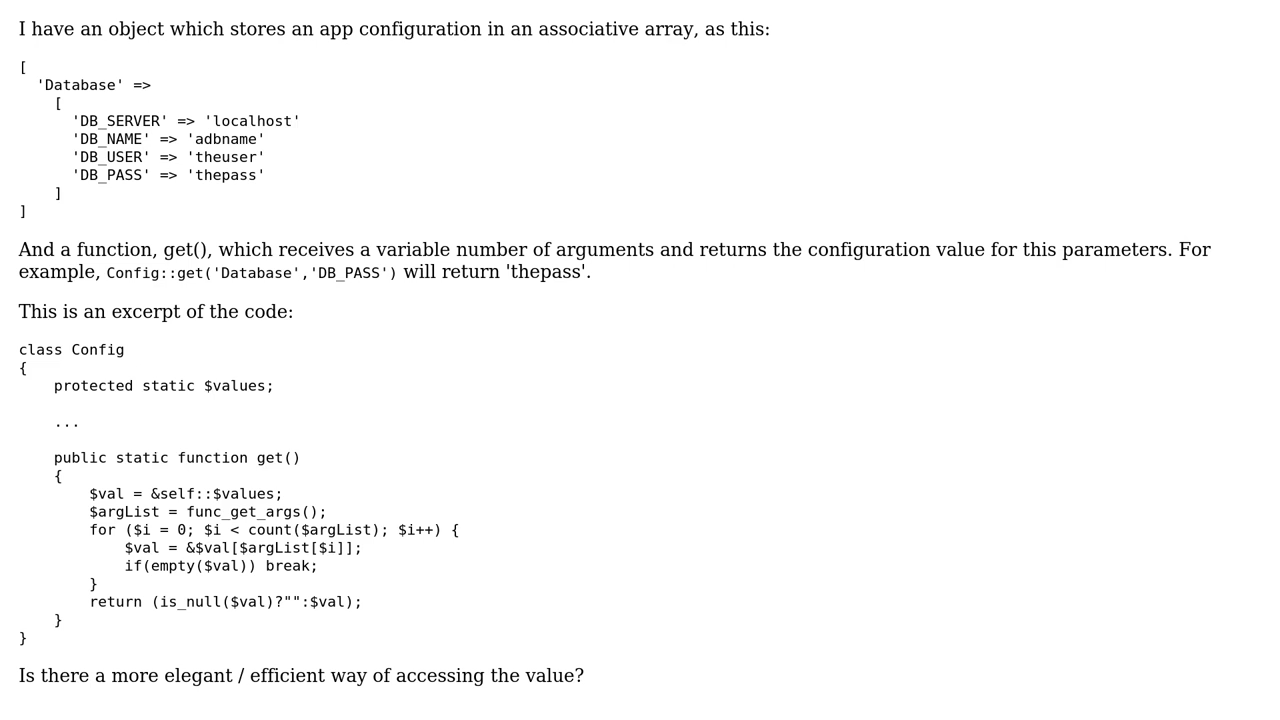 I have an object which stores an app configuration in an associative array, as this:
[
  'Database' =>
    [
      'DB_SERVER' => 'localhost'
      'DB_NAME' => 'adbname'
      'DB_USER' => 'theuser'
      'DB_PASS' => 'thepass'
    ]
]
And a function, get(), which receives a variable number of arguments and returns the configuration value for this parameters. For
example, Config::get('Database','DB_PASS') will return 'thepass'.
This is an excerpt of the code:
class Config
{
    protected static $values;
    ...
    public static function get()
    {
        $val = &self::$values;
        $argList = func_get_args();
        for ($i = 0; $i < count($argList); $i++) {
            $val = &$val[$argList[$i]];
            if(empty($val)) break;
        }
        return (is_null($val)?"":$val);
    }
}
Is there a more elegant / efficient way of accessing the value?